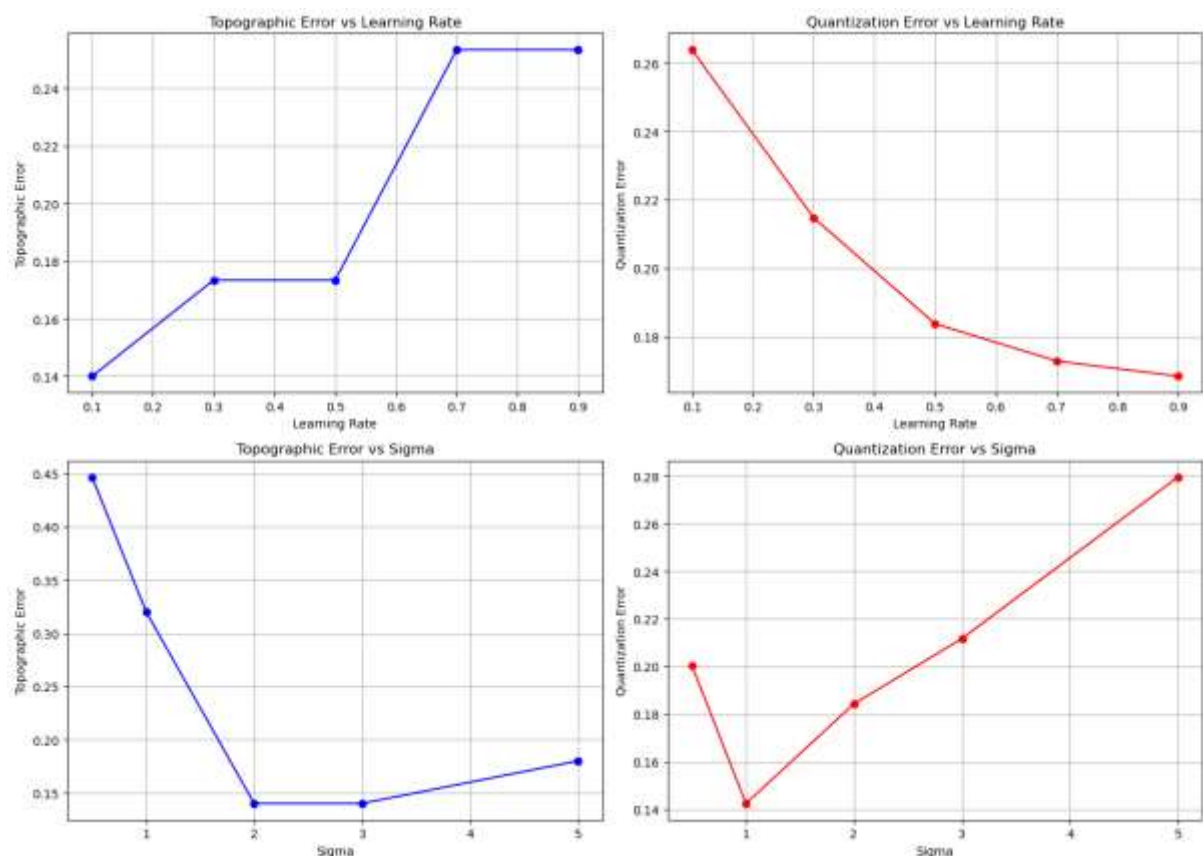 Topographic Error vs Learning Rate
Topographic Error
0.24
0.22
0.20
0.18
0.16
0.14
0.1 0.2 0.3 0.4 0.5 0.6 0.7 0.8 0.9
Learning Rate
Quantization Error vs Learning Rate
Quantization Error
0.26
0.24
0.22
0.20
0.18
0.1 0.2 0.3 0.4 0.5 0.6 0.7 0.8 0.9
Learning Rate
Topographic Error vs Sigma
Topographic Error
0.45
0.40
0.35
0.30
0.25
0.20
0.15
1 2 3 4 5
Sigma
Quantization Error vs Sigma
Quantization Error
0.28
0.26
0.24
0.22
0.20
0.18
0.16
0.14
1 2 3 4 5
Sigma